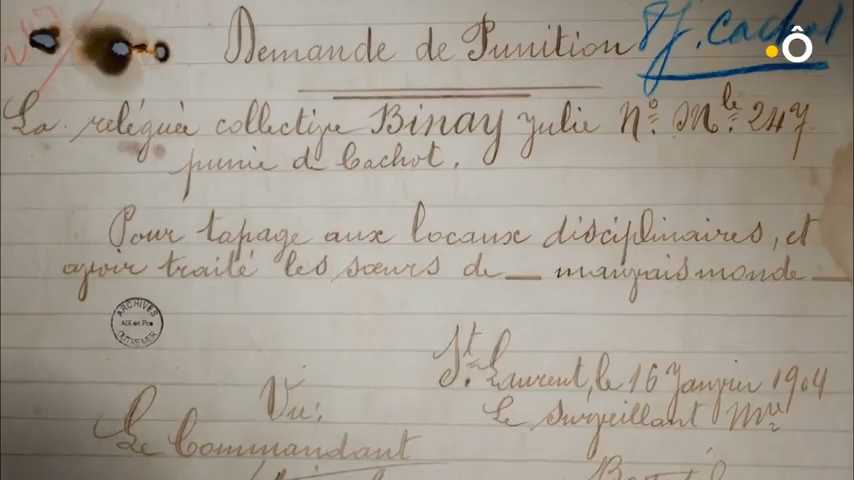 Demande de Punition 8 j. cachot
La reléguée collective Binay Julie N° Mle 247
punie de Cachot.
Pour tapage aux locaux disciplinaires, et
avoir traité les sœurs de _ mauvais monde _
ARCHIVES
AIX en Pce
OUTREMER
St Laurent, le 16 Janvier 1904
Vu: Le Surveillant Mre
Le Commandant